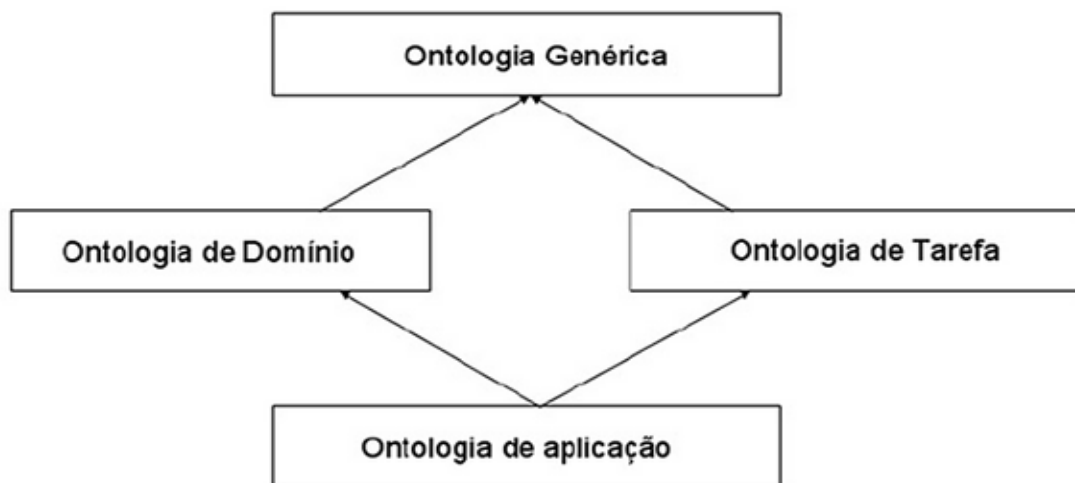 Ontologia Genérica
Ontologia de Domínio
Ontologia de Tarefa
Ontologia de aplicação